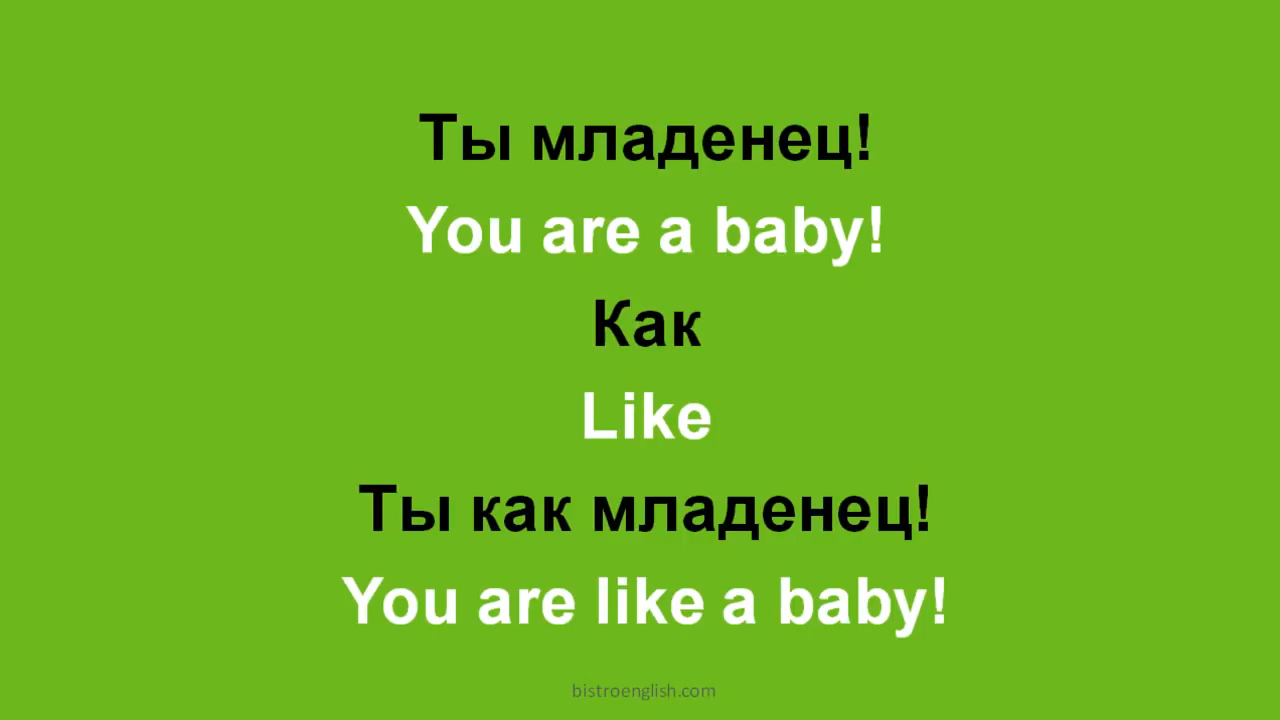 Ты младенец!
You are a baby!
Как
Like
Ты как младенец!
You are like a baby!
bistroenglish.com